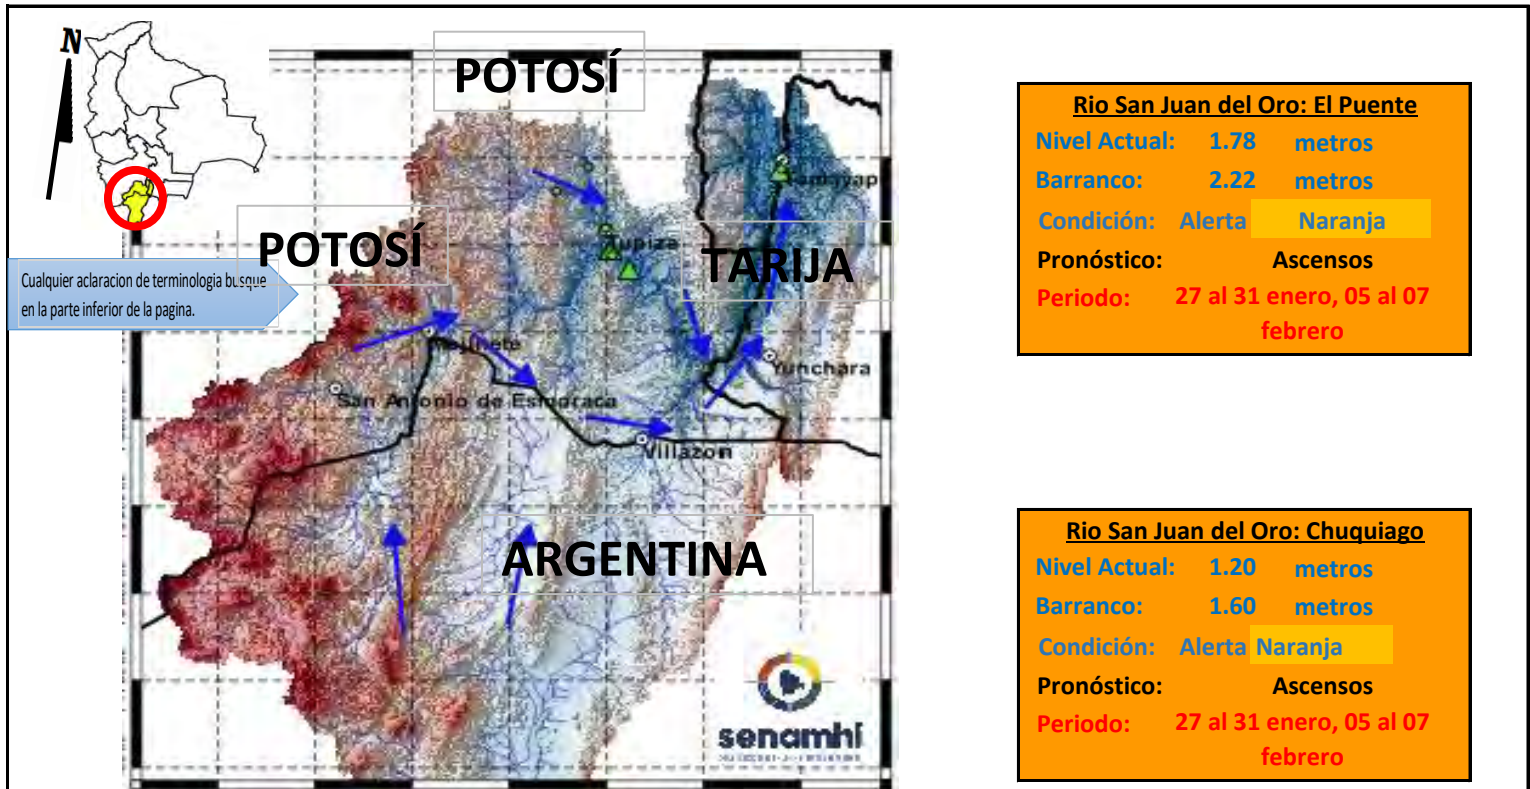 N
POTOSÍ
POTOSÍ
TARIJA
ARGENTINA
Cualquier aclaracion de terminologia busque
en la parte inferior de la pagina.
Tupiza
Yunchara
San Antonio de Esmoraca
Villazon
senamhi
Rio San Juan del Oro: El Puente
Nivel Actual: 1.78 metros
Barranco: 2.22 metros
Condición: Alerta Naranja
Pronóstico: Ascensos
Periodo: 27 al 31 enero, 05 al 07
febrero
Rio San Juan del Oro: Chuquiago
Nivel Actual: 1.20 metros
Barranco: 1.60 metros
Condición: Alerta Naranja
Pronóstico: Ascensos
Periodo: 27 al 31 enero, 05 al 07
febrero